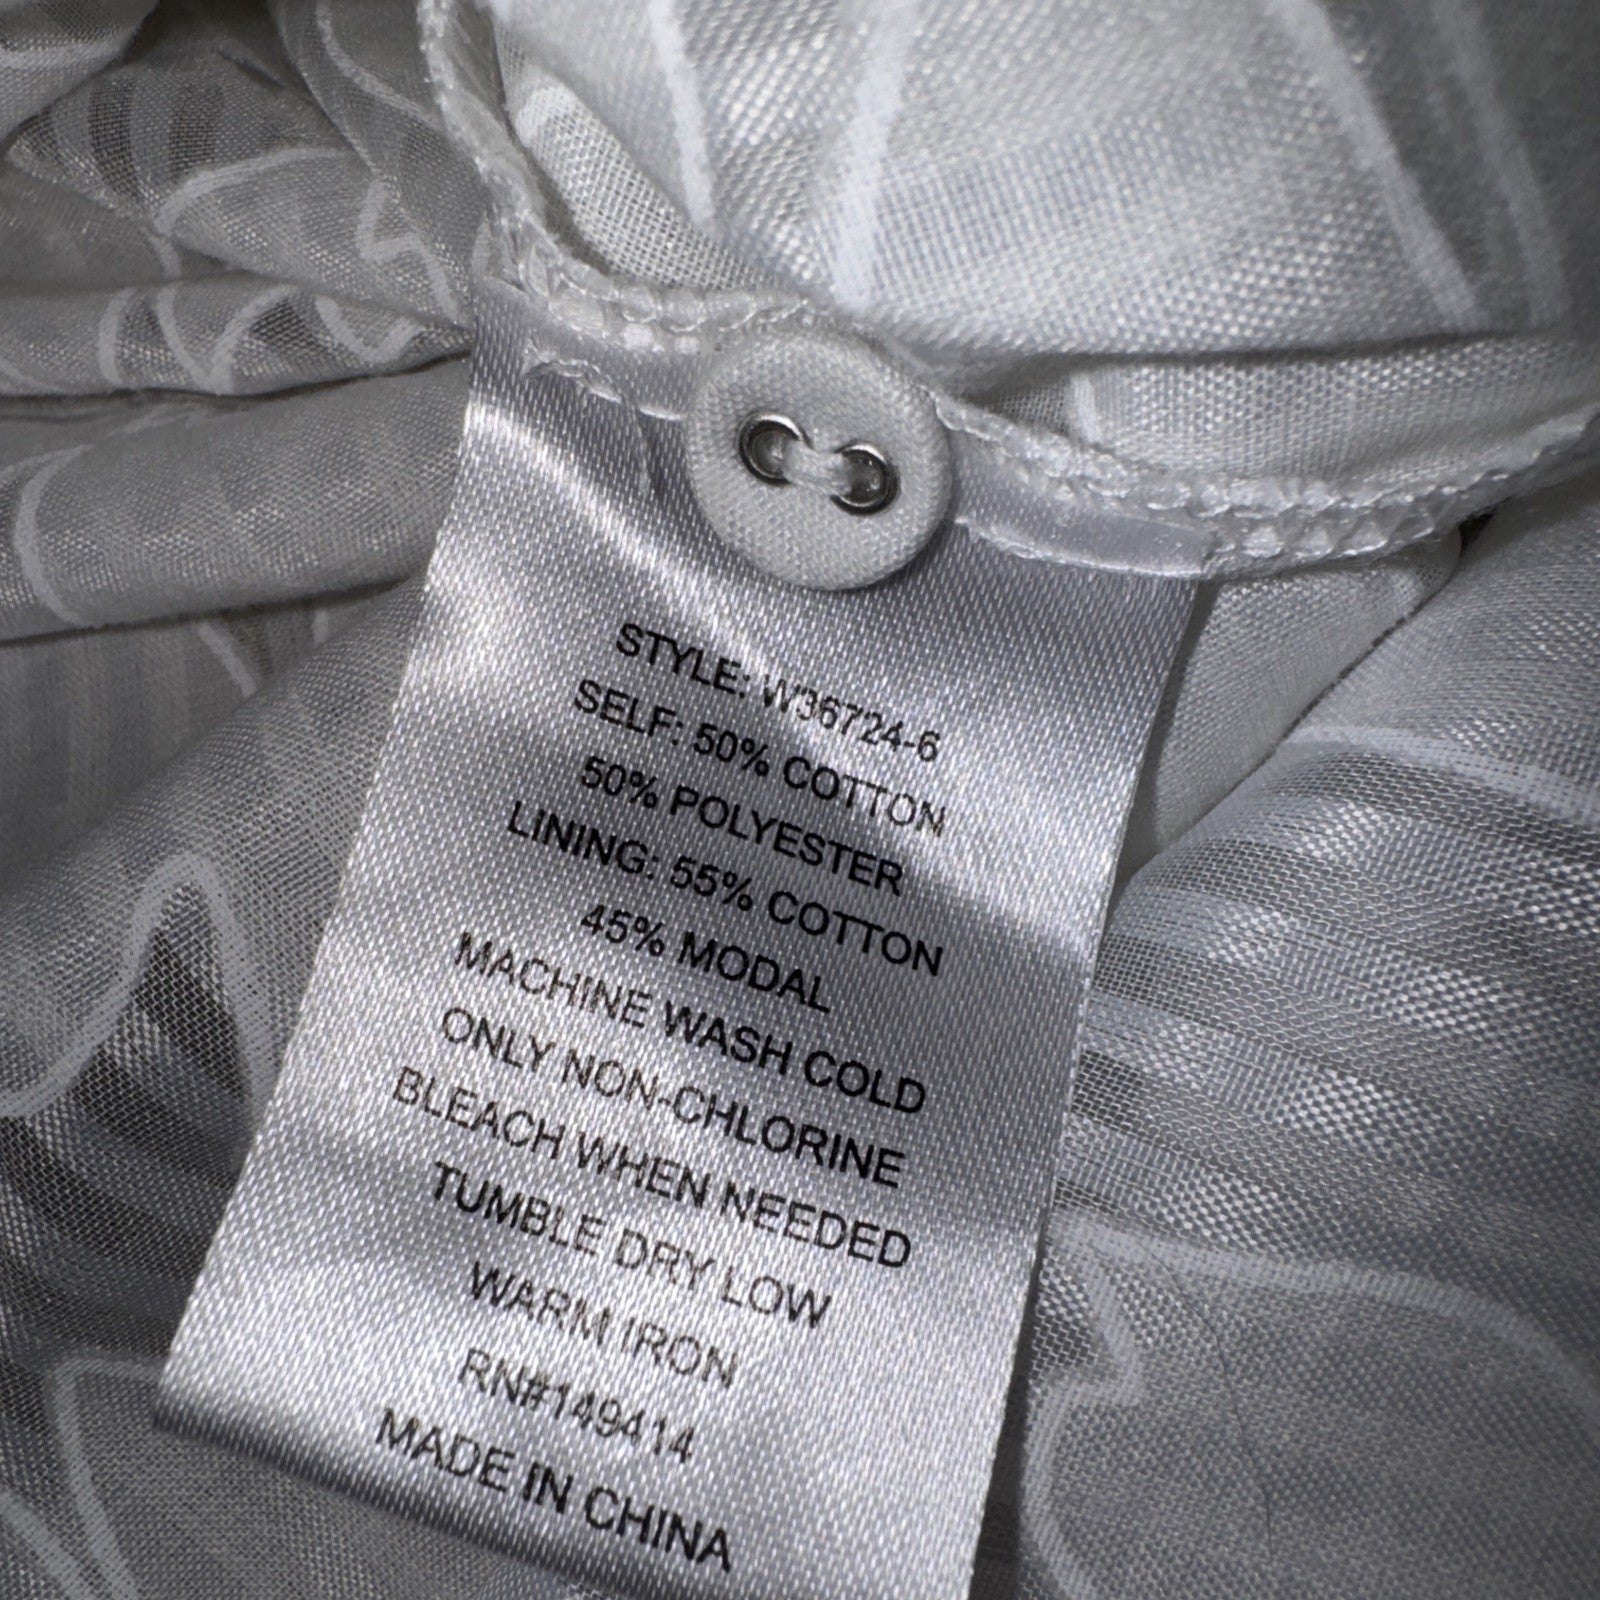 STYLE: W36724-6
SELF: 50% COTTON
50% POLYESTER
LINING: 55% COTTON
45% MODAL
MACHINE WASH COLD
ONLY NON-CHLORINE
BLEACH WHEN NEEDED
TUMBLE DRY LOW
WARM IRON
RN#149414
MADE IN CHINA